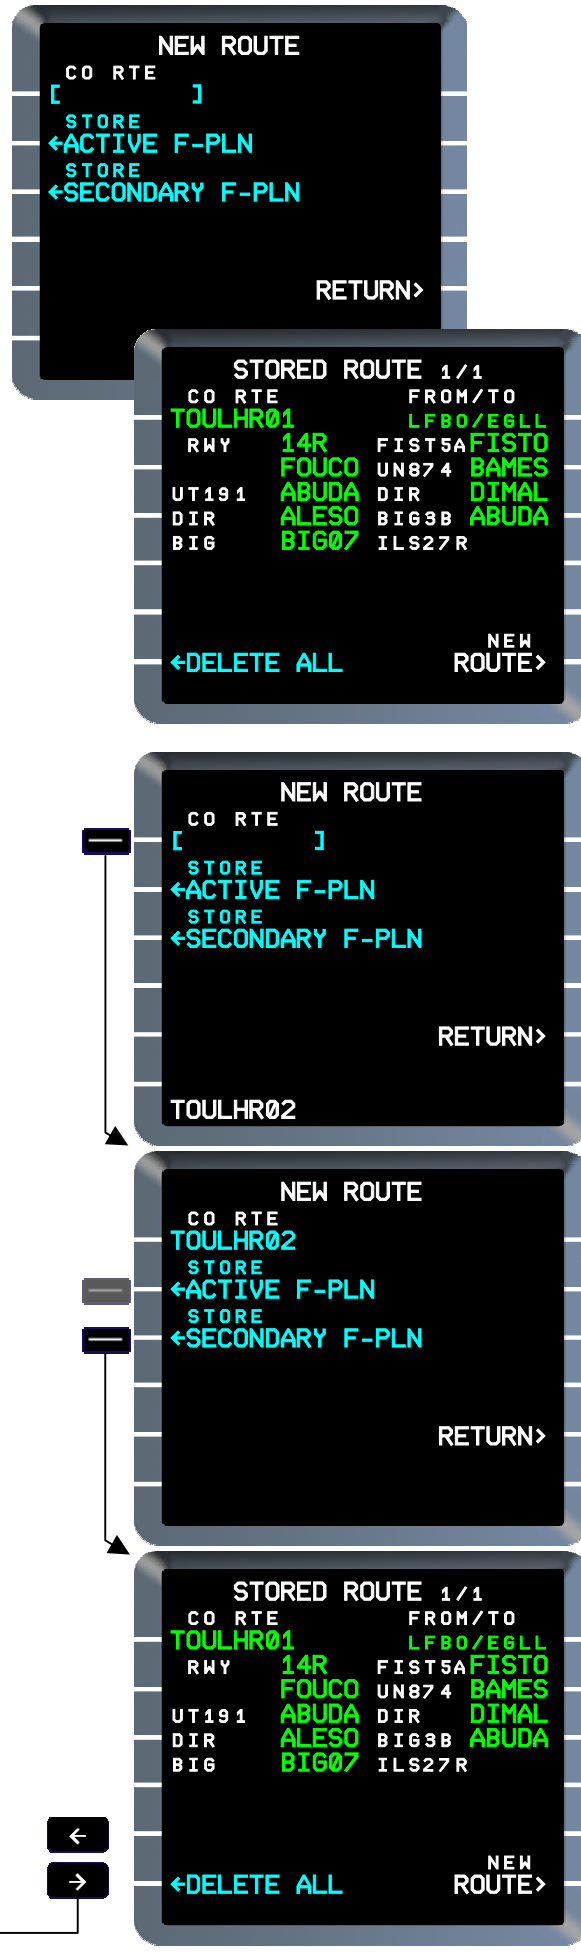 NEW ROUTE
CO RTE
[ ]
STORE
←ACTIVE F-PLN
STORE
←SECONDARY F-PLN
RETURN>
STORED ROUTE 1/1
CO RTE FROM/TO
TOULHR01 LFBO/EGLL
RWY 14R FIST5A FISTO
FOUCO UN874 BAMES
UT191 ABUDA DIR DIMAL
DIR ALESO BIG3B ABUDA
BIG BIG07 ILS27R
NEW
←DELETE ALL ROUTE>
NEW ROUTE
CO RTE
[ ]
STORE
←ACTIVE F-PLN
STORE
←SECONDARY F-PLN
RETURN>
TOULHR02
NEW ROUTE
CO RTE
TOULHR02
STORE
←ACTIVE F-PLN
STORE
←SECONDARY F-PLN
RETURN>
STORED ROUTE 1/1
CO RTE FROM/TO
TOULHR01 LFBO/EGLL
RWY 14R FIST5A FISTO
FOUCO UN874 BAMES
UT191 ABUDA DIR DIMAL
DIR ALESO BIG3B ABUDA
BIG BIG07 ILS27R
←
NEW
→ ←DELETE ALL ROUTE>